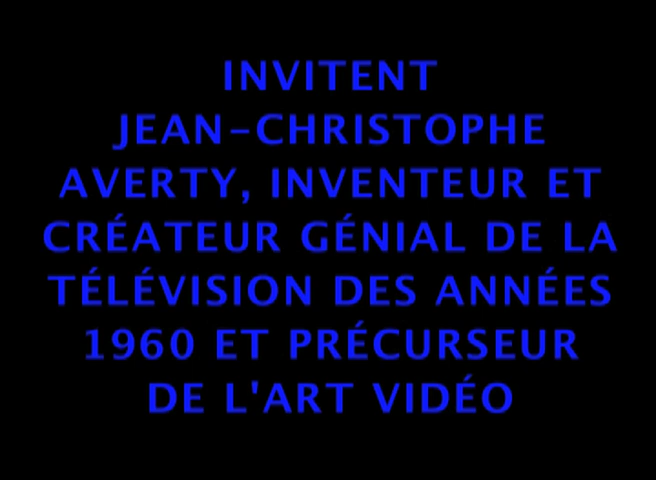 INVITENT
JEAN-CHRISTOPHE
AVERTY, INVENTEUR ET
CRÉATEUR GÉNIAL DE LA
TÉLÉVISION DES ANNÉES
1960 ET PRÉCURSEUR
DE L'ART VIDÉO